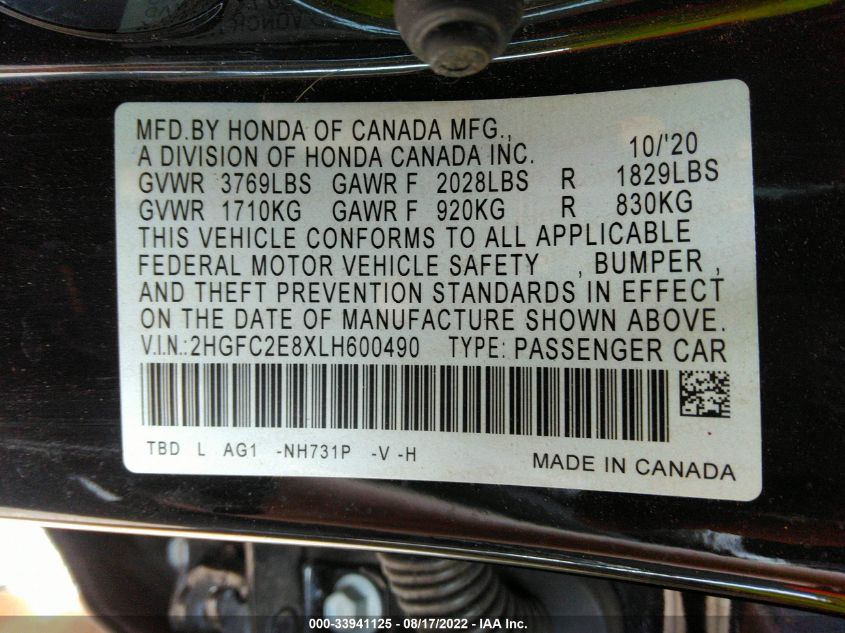 MFD.BY HONDA OF CANADA MFG.,
A DIVISION OF HONDA CANADA INC. 10/'20
GVWR 3769LBS GAWR F 2028LBS R 1829LBS
GVWR 1710KG GAWR F 920KG R 830KG
THIS VEHICLE CONFORMS TO ALL APPLICABLE
FEDERAL MOTOR VEHICLE SAFETY , BUMPER ,
AND THEFT PREVENTION STANDARDS IN EFFECT
ON THE DATE OF MANUFACTURE SHOWN ABOVE.
V.I.N.:2HGFC2E8XLH600490 TYPE: PASSENGER CAR
TBD L AG1 -NH731P -V -H
MADE IN CANADA
000-33941125 - 08/17/2022 - IAA Inc.